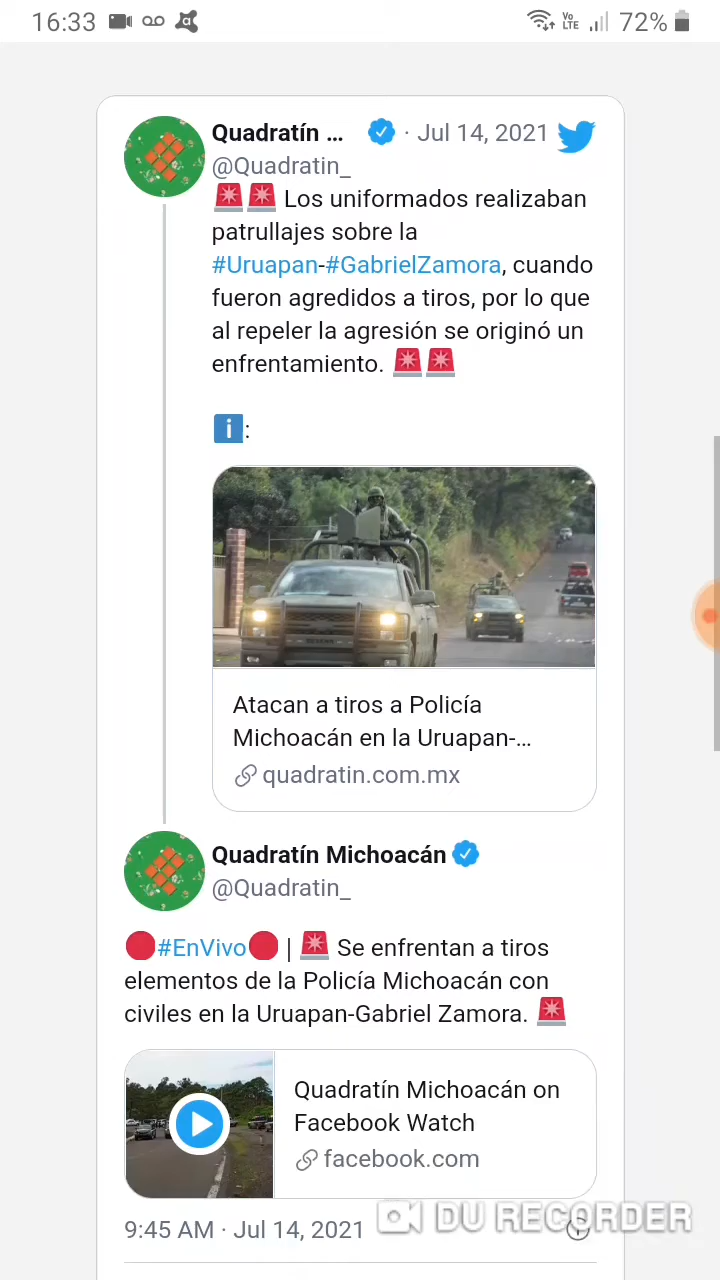 16:33 Vo LTE 72%
Quadratín ... · Jul 14, 2021
@Quadratin_
🚨🚨 Los uniformados realizaban
patrullajes sobre la
#Uruapan-#GabrielZamora, cuando
fueron agredidos a tiros, por lo que
al repeler la agresión se originó un
enfrentamiento. 🚨🚨
ℹ️:
Atacan a tiros a Policía
Michoacán en la Uruapan-...
quadratin.com.mx
Quadratín Michoacán
@Quadratin_
🔴#EnVivo🔴 | 🚨 Se enfrentan a tiros
elementos de la Policía Michoacán con
civiles en la Uruapan-Gabriel Zamora. 🚨
Quadratín Michoacán on
Facebook Watch
facebook.com
9:45 AM · Jul 14, 2021
DU RECORDER